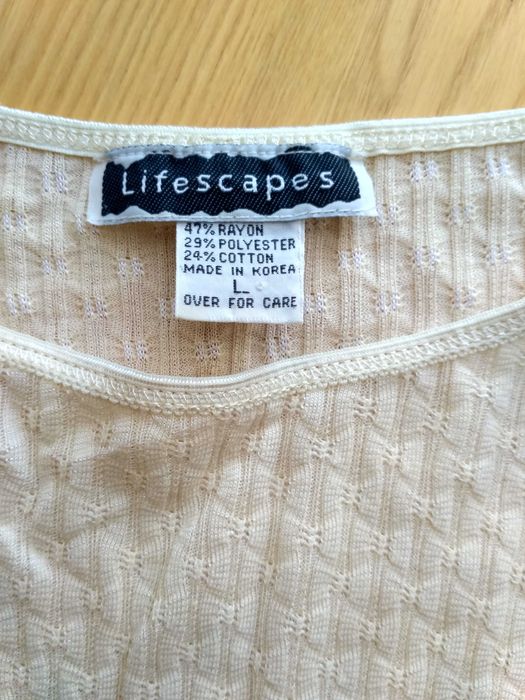 Lifescapes
47% RAYON
29% POLYESTER
24% COTTON
MADE IN KOREA
L
OVER FOR CARE